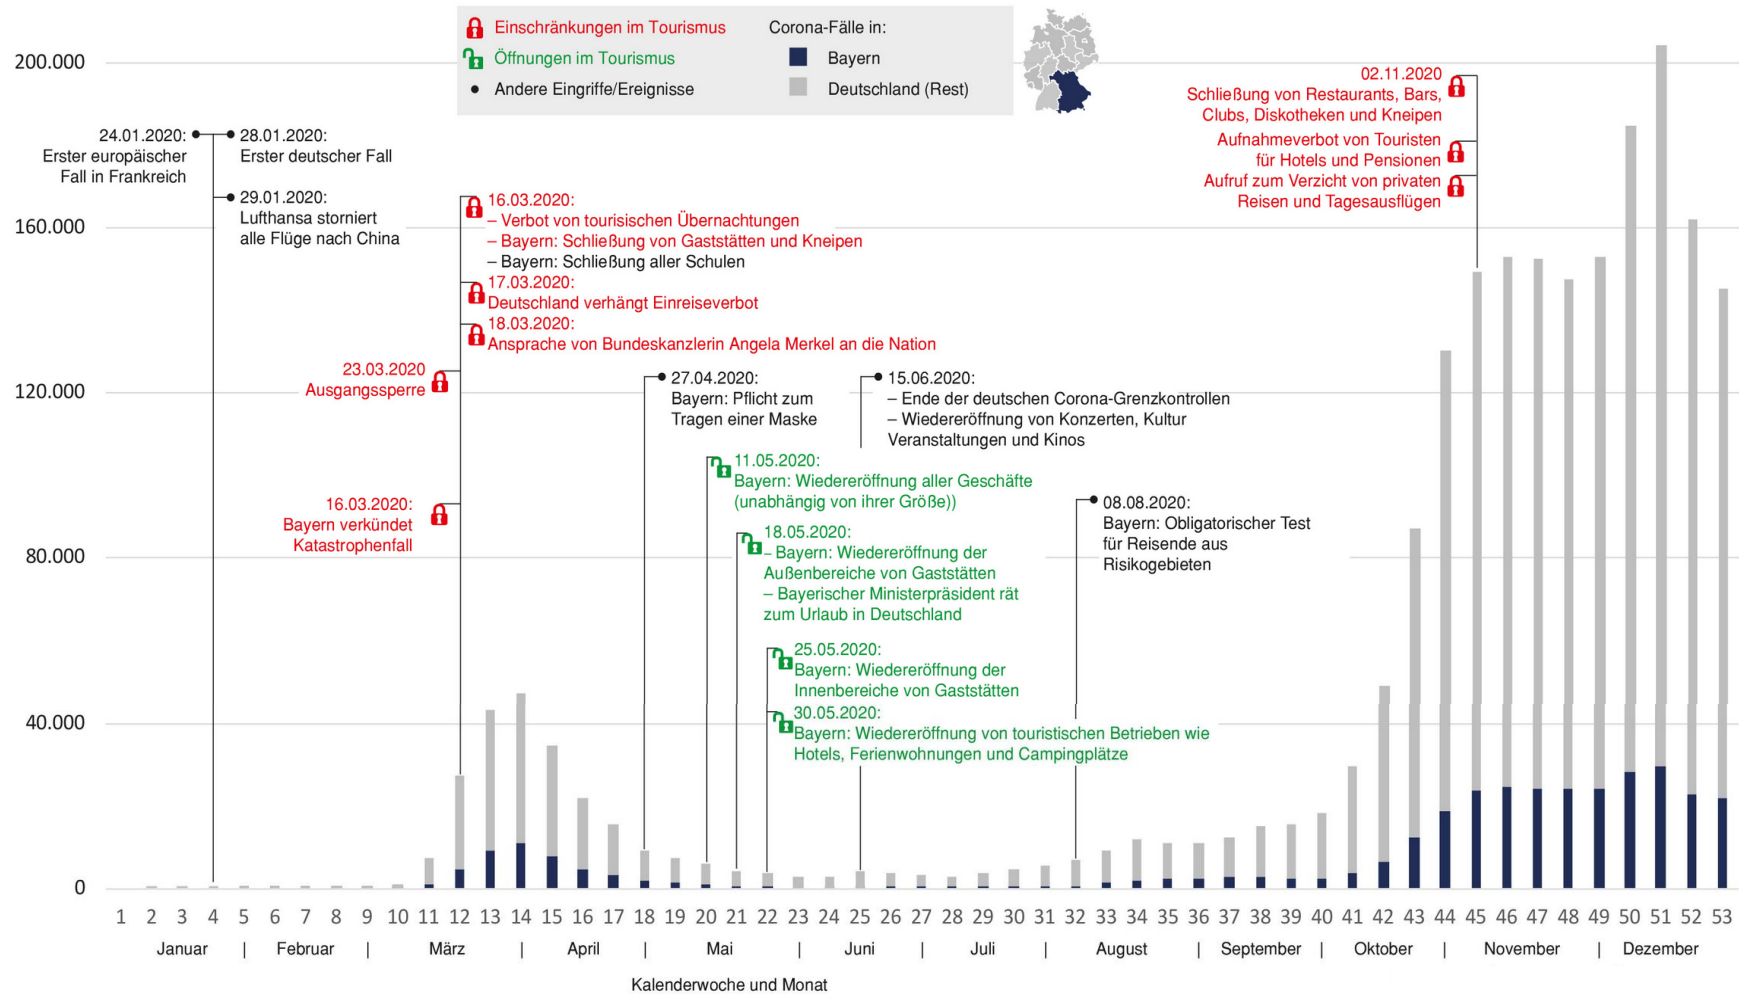 Einschränkungen im Tourismus
Öffnungen im Tourismus
Andere Eingriffe/Ereignisse
Corona-Fälle in:
Bayern
Deutschland (Rest)
200.000
160.000
120.000
80.000
40.000
0
24.01.2020:
Erster europäischer
Fall in Frankreich
28.01.2020:
Erster deutscher Fall
29.01.2020:
Lufthansa storniert
alle Flüge nach China
16.03.2020:
– Verbot von tourisischen Übernachtungen
– Bayern: Schließung von Gaststätten und Kneipen
– Bayern: Schließung aller Schulen
17.03.2020:
Deutschland verhängt Einreiseverbot
18.03.2020:
Ansprache von Bundeskanzlerin Angela Merkel an die Nation
23.03.2020
Ausgangssperre
16.03.2020:
Bayern verkündet
Katastrophenfall
27.04.2020:
Bayern: Pflicht zum
Tragen einer Maske
15.06.2020:
– Ende der deutschen Corona-Grenzkontrollen
– Wiedereröffnung von Konzerten, Kultur
Veranstaltungen und Kinos
11.05.2020:
Bayern: Wiedereröffnung aller Geschäfte
(unabhängig von ihrer Größe))
18.05.2020:
– Bayern: Wiedereröffnung der
Außenbereiche von Gaststätten
– Bayerischer Ministerpräsident rät
zum Urlaub in Deutschland
25.05.2020:
Bayern: Wiedereröffnung der
Innenbereiche von Gaststätten
30.05.2020:
Bayern: Wiedereröffnung von touristischen Betrieben wie
Hotels, Ferienwohnungen und Campingplätze
08.08.2020:
Bayern: Obligatorischer Test
für Reisende aus
Risikogebieten
02.11.2020
Schließung von Restaurants, Bars,
Clubs, Diskotheken und Kneipen
Aufnahmeverbot von Touristen
für Hotels und Pensionen
Aufruf zum Verzicht von privaten
Reisen und Tagesausflügen
1 2 3 4 5 6 7 8 9 10 11 12 13 14 15 16 17 18 19 20 21 22 23 24 25 26 27 28 29 30 31 32 33 34 35 36 37 38 39 40 41 42 43 44 45 46 47 48 49 50 51 52 53
Januar | Februar | März | April | Mai | Juni | Juli | August | September | Oktober | November | Dezember
Kalenderwoche und Monat